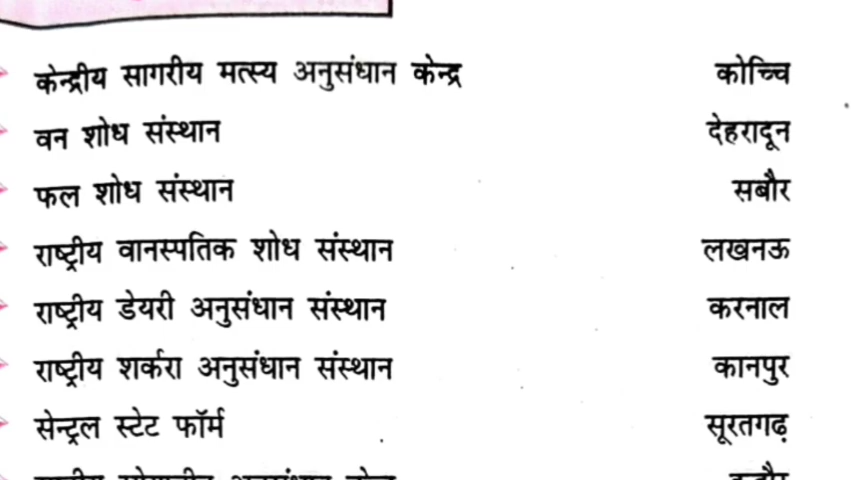 केन्द्रीय सागरीय मत्स्य अनुसंधान केन्द्र कोच्चि
वन शोध संस्थान देहरादून
फल शोध संस्थान सबौर
राष्ट्रीय वानस्पतिक शोध संस्थान लखनऊ
राष्ट्रीय डेयरी अनुसंधान संस्थान करनाल
राष्ट्रीय शर्करा अनुसंधान संस्थान कानपुर
सेन्ट्रल स्टेट फॉर्म सूरतगढ़